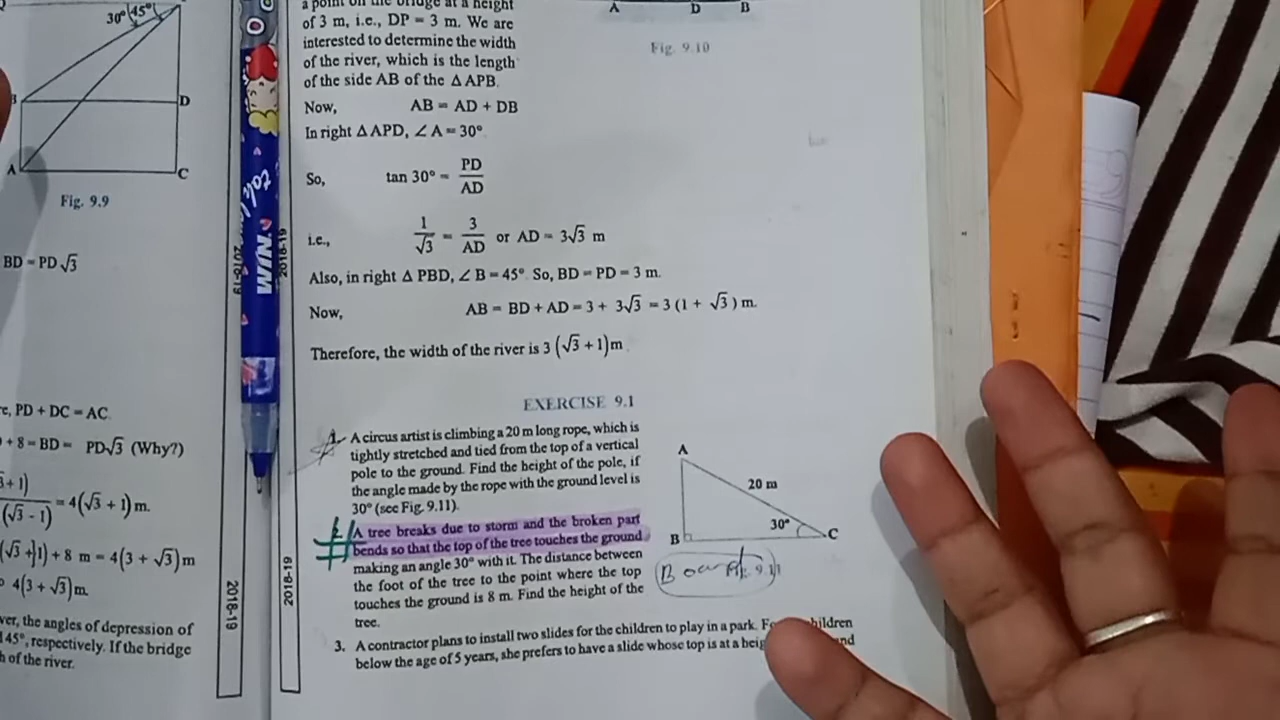 30° 45°
D
A
C
Fig. 9.9
BD = PD √3
PD + DC = AC.
+ 8 = BD = PD√3 (Why?)
(√3 - 1) = 4(√3 + 1) m.
+ 8 m = 4(3 + √3) m
4(3 + √3) m.
the angles of depression of
45°, respectively. If the bridge
of the river.
2018-19
2018-19
2018-19
2018-19
a point on the bridge at a height
of 3 m, i.e., DP = 3 m. We are
interested to determine the width
of the river, which is the length
of the side AB of the Δ APB.
Now, AB = AD + DB
In right Δ APD, ∠ A = 30°.
So, tan 30° = PD/AD
i.e., 1/√3 = 3/AD or AD = 3√3 m
Also, in right Δ PBD, ∠ B = 45°. So, BD = PD = 3 m.
Now, AB = BD + AD = 3 + 3√3 = 3 (1 + √3) m.
Therefore, the width of the river is 3 (√3 + 1) m
A D B
Fig. 9.10
EXERCISE 9.1
1. A circus artist is climbing a 20 m long rope, which is
tightly stretched and tied from the top of a vertical
pole to the ground. Find the height of the pole, if
the angle made by the rope with the ground level is
30° (see Fig. 9.11).
A tree breaks due to storm and the broken part
bends so that the top of the tree touches the ground
making an angle 30° with it. The distance between
the foot of the tree to the point where the top
touches the ground is 8 m. Find the height of the
tree.
A
20 m
30°
B
C
Board
9.11
3. A contractor plans to install two slides for the children to play in a park. children
below the age of 5 years, she prefers to have a slide whose top is at a